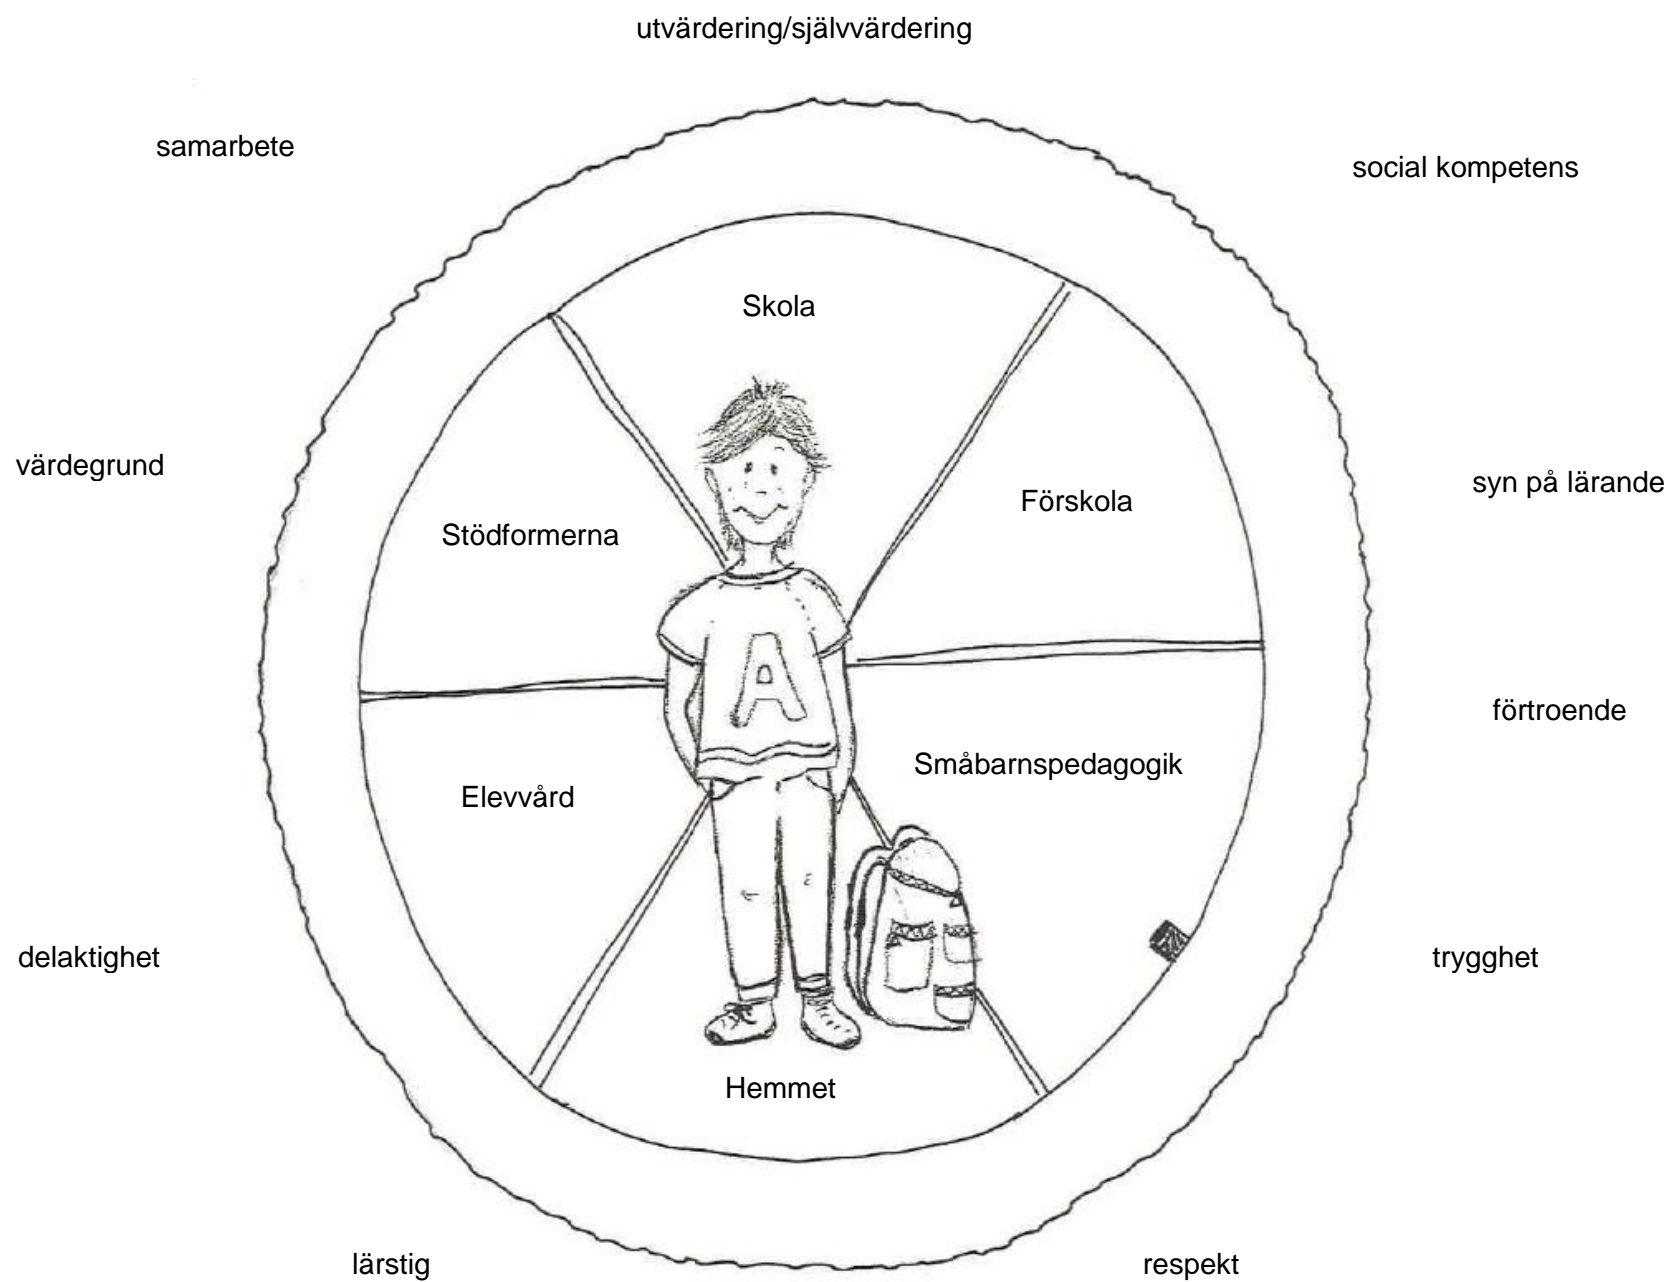 utvärdering/självvärdering
samarbete
social kompetens
Skola
värdegrund
syn på lärande
Förskola
Stödformerna
A
förtroende
Småbarnspedagogik
Elevvård
delaktighet
trygghet
Hemmet
lärstig
respekt